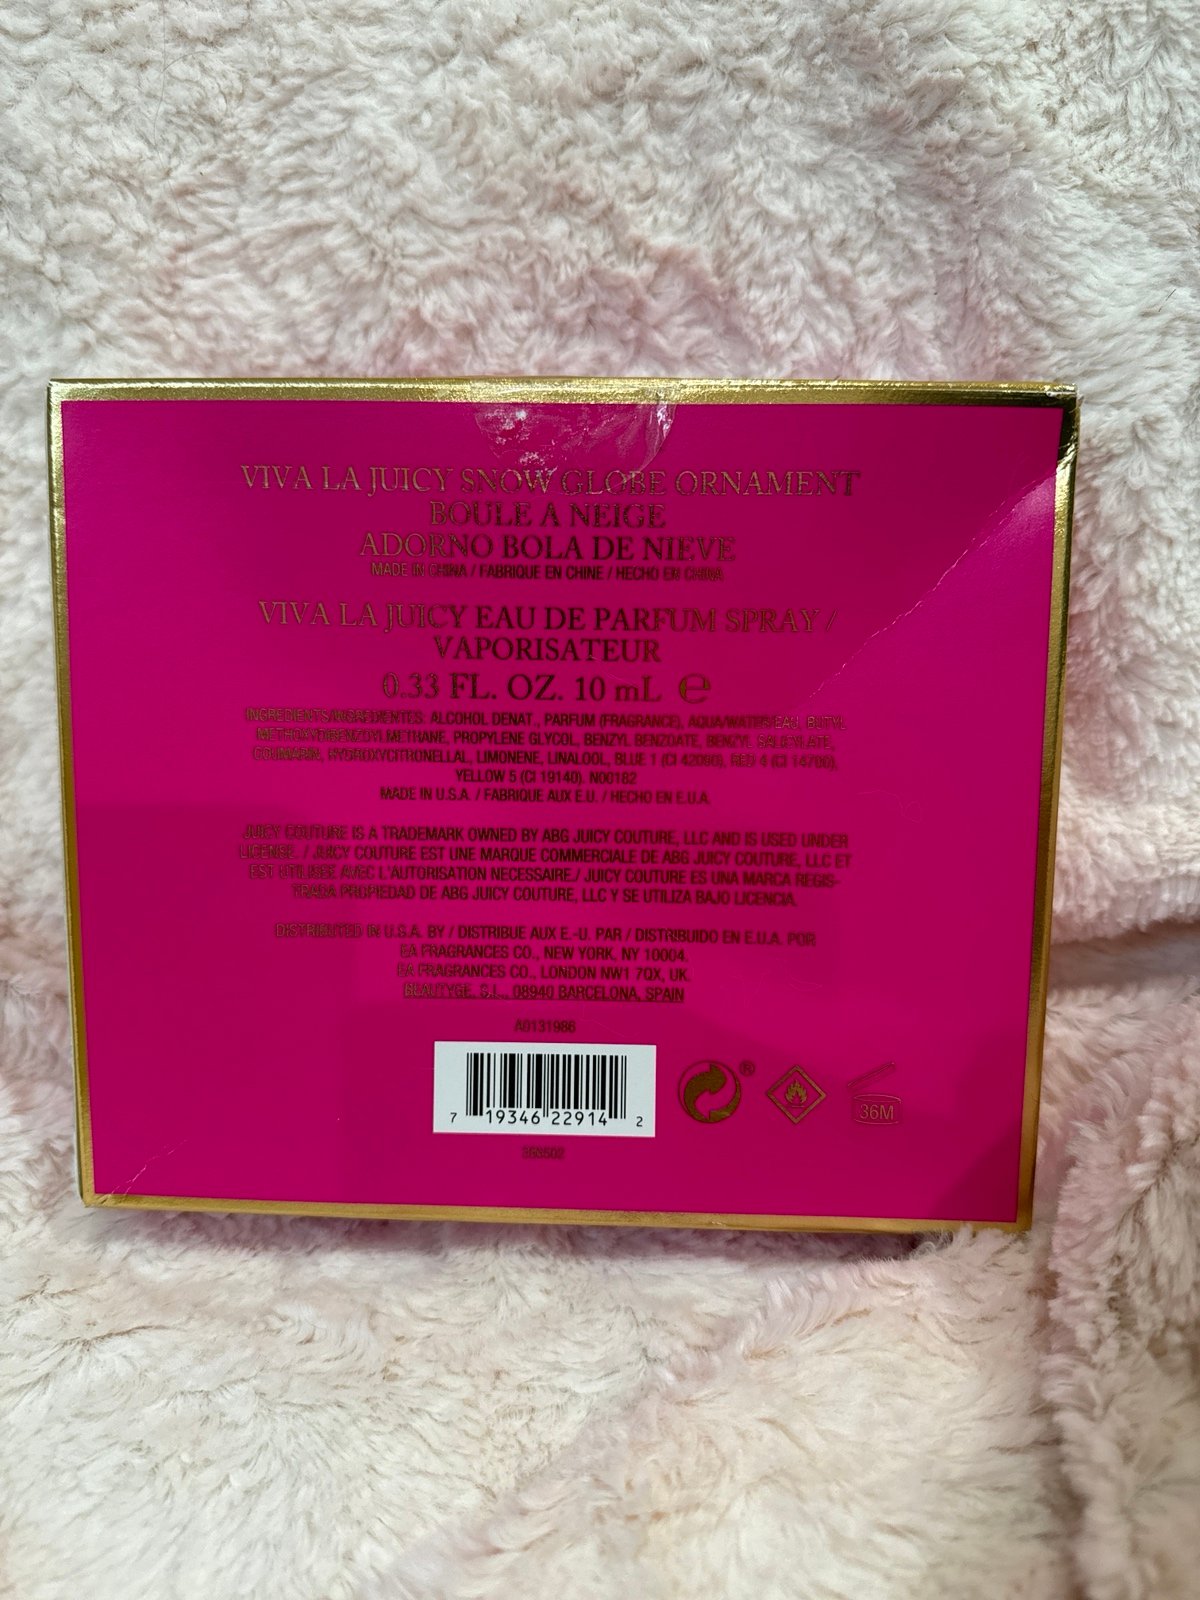 VIVA LA JUICY SNOW GLOBE ORNAMENT
BOULE A NEIGE
ADORNO BOLA DE NIEVE
MADE IN CHINA / FABRIQUE EN CHINE / HECHO EN CHINA
VIVA LA JUICY EAU DE PARFUM SPRAY /
VAPORISATEUR
0.33 FL. OZ. 10 mL ℮
INGREDIENTS/INGREDIENTES: ALCOHOL DENAT., PARFUM (FRAGRANCE), AQUA/WATER/EAU, BUTYL
METHOXYDIBENZOYLMETHANE, PROPYLENE GLYCOL, BENZYL BENZOATE, BENZYL SALICYLATE,
COUMARIN, HYDROXYCITRONELLAL, LIMONENE, LINALOOL, BLUE 1 (CI 42090), RED 4 (CI 14700),
YELLOW 5 (CI 19140). N00182
MADE IN U.S.A. / FABRIQUE AUX E.U. / HECHO EN E.U.A.
JUICY COUTURE IS A TRADEMARK OWNED BY ABG JUICY COUTURE, LLC AND IS USED UNDER
LICENSE. / JUICY COUTURE EST UNE MARQUE COMMERCIALE DE ABG JUICY COUTURE, LLC ET
EST UTILISEE AVEC L'AUTORISATION NECESSAIRE./ JUICY COUTURE ES UNA MARCA REGIS-
TRADA PROPIEDAD DE ABG JUICY COUTURE, LLC Y SE UTILIZA BAJO LICENCIA.
DISTRIBUTED IN U.S.A. BY / DISTRIBUE AUX E.-U. PAR / DISTRIBUIDO EN E.U.A. POR
EA FRAGRANCES CO., NEW YORK, NY 10004.
EA FRAGRANCES CO., LONDON NW1 7QX, UK.
BEAUTYGE, S.L., 08940 BARCELONA, SPAIN
A0131986
7 19346 22914 2
®
36M